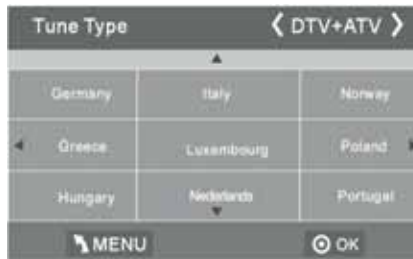 Tune Type ❮ DTV+ATV ❯
Germany Italy Norway
Greece Luxembourg Poland
Hungary Nederlands Portugal
MENU OK